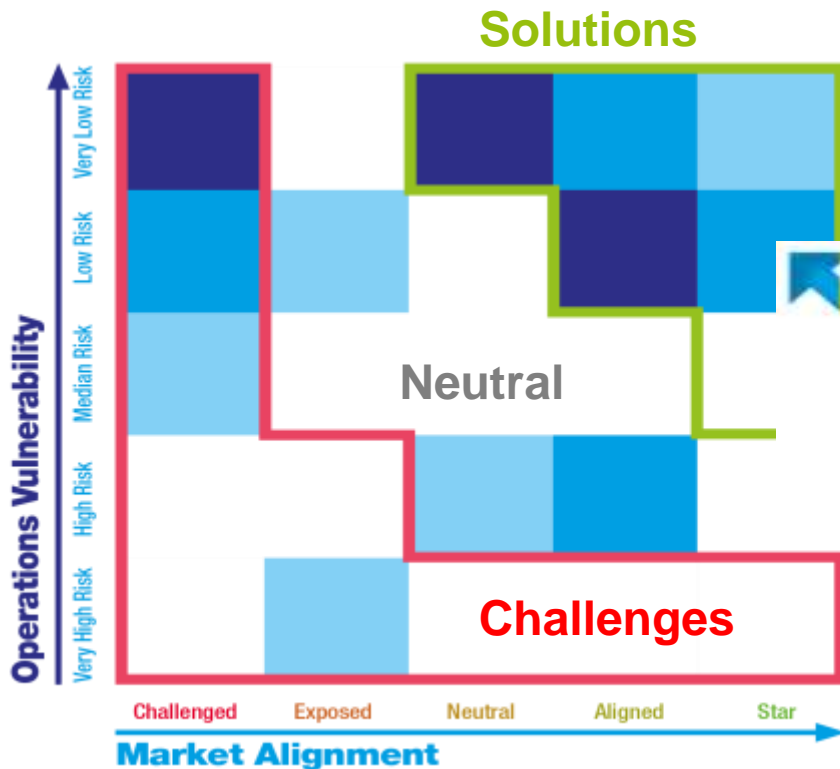 Solutions
Operations Vulnerability
Very Low Risk
Low Risk
Median Risk
High Risk
Very High Risk
Neutral
Challenges
Challenged Exposed Neutral Aligned Star
Market Alignment